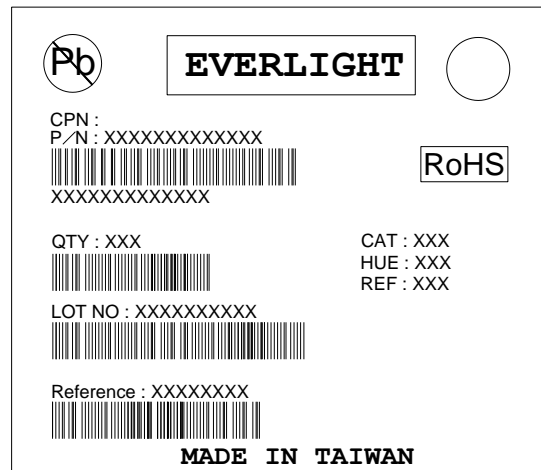 Pb
EVERLIGHT
CPN :
P/N : XXXXXXXXXXXXX
RoHS
XXXXXXXXXXXXX
QTY : XXX
CAT : XXX
HUE : XXX
REF : XXX
LOT NO : XXXXXXXXXX
Reference : XXXXXXXX
MADE IN TAIWAN